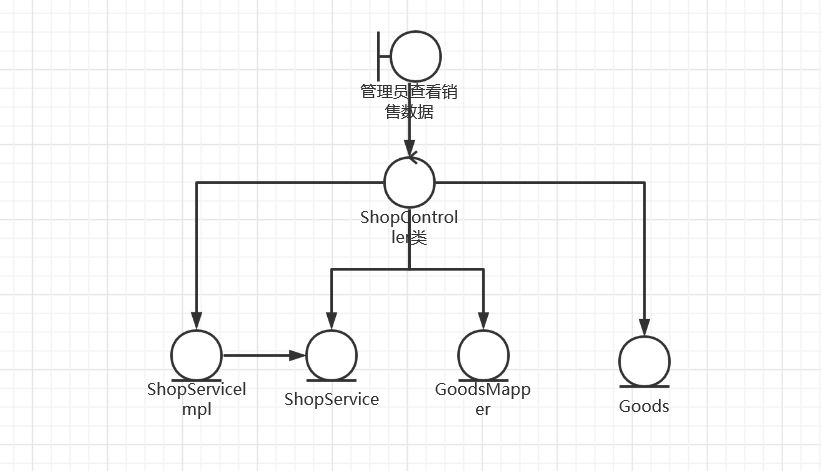 管理员查看销
售数据
ShopControl
ler类
ShopServiceI
mpl
ShopService
GoodsMapp
er
Goods